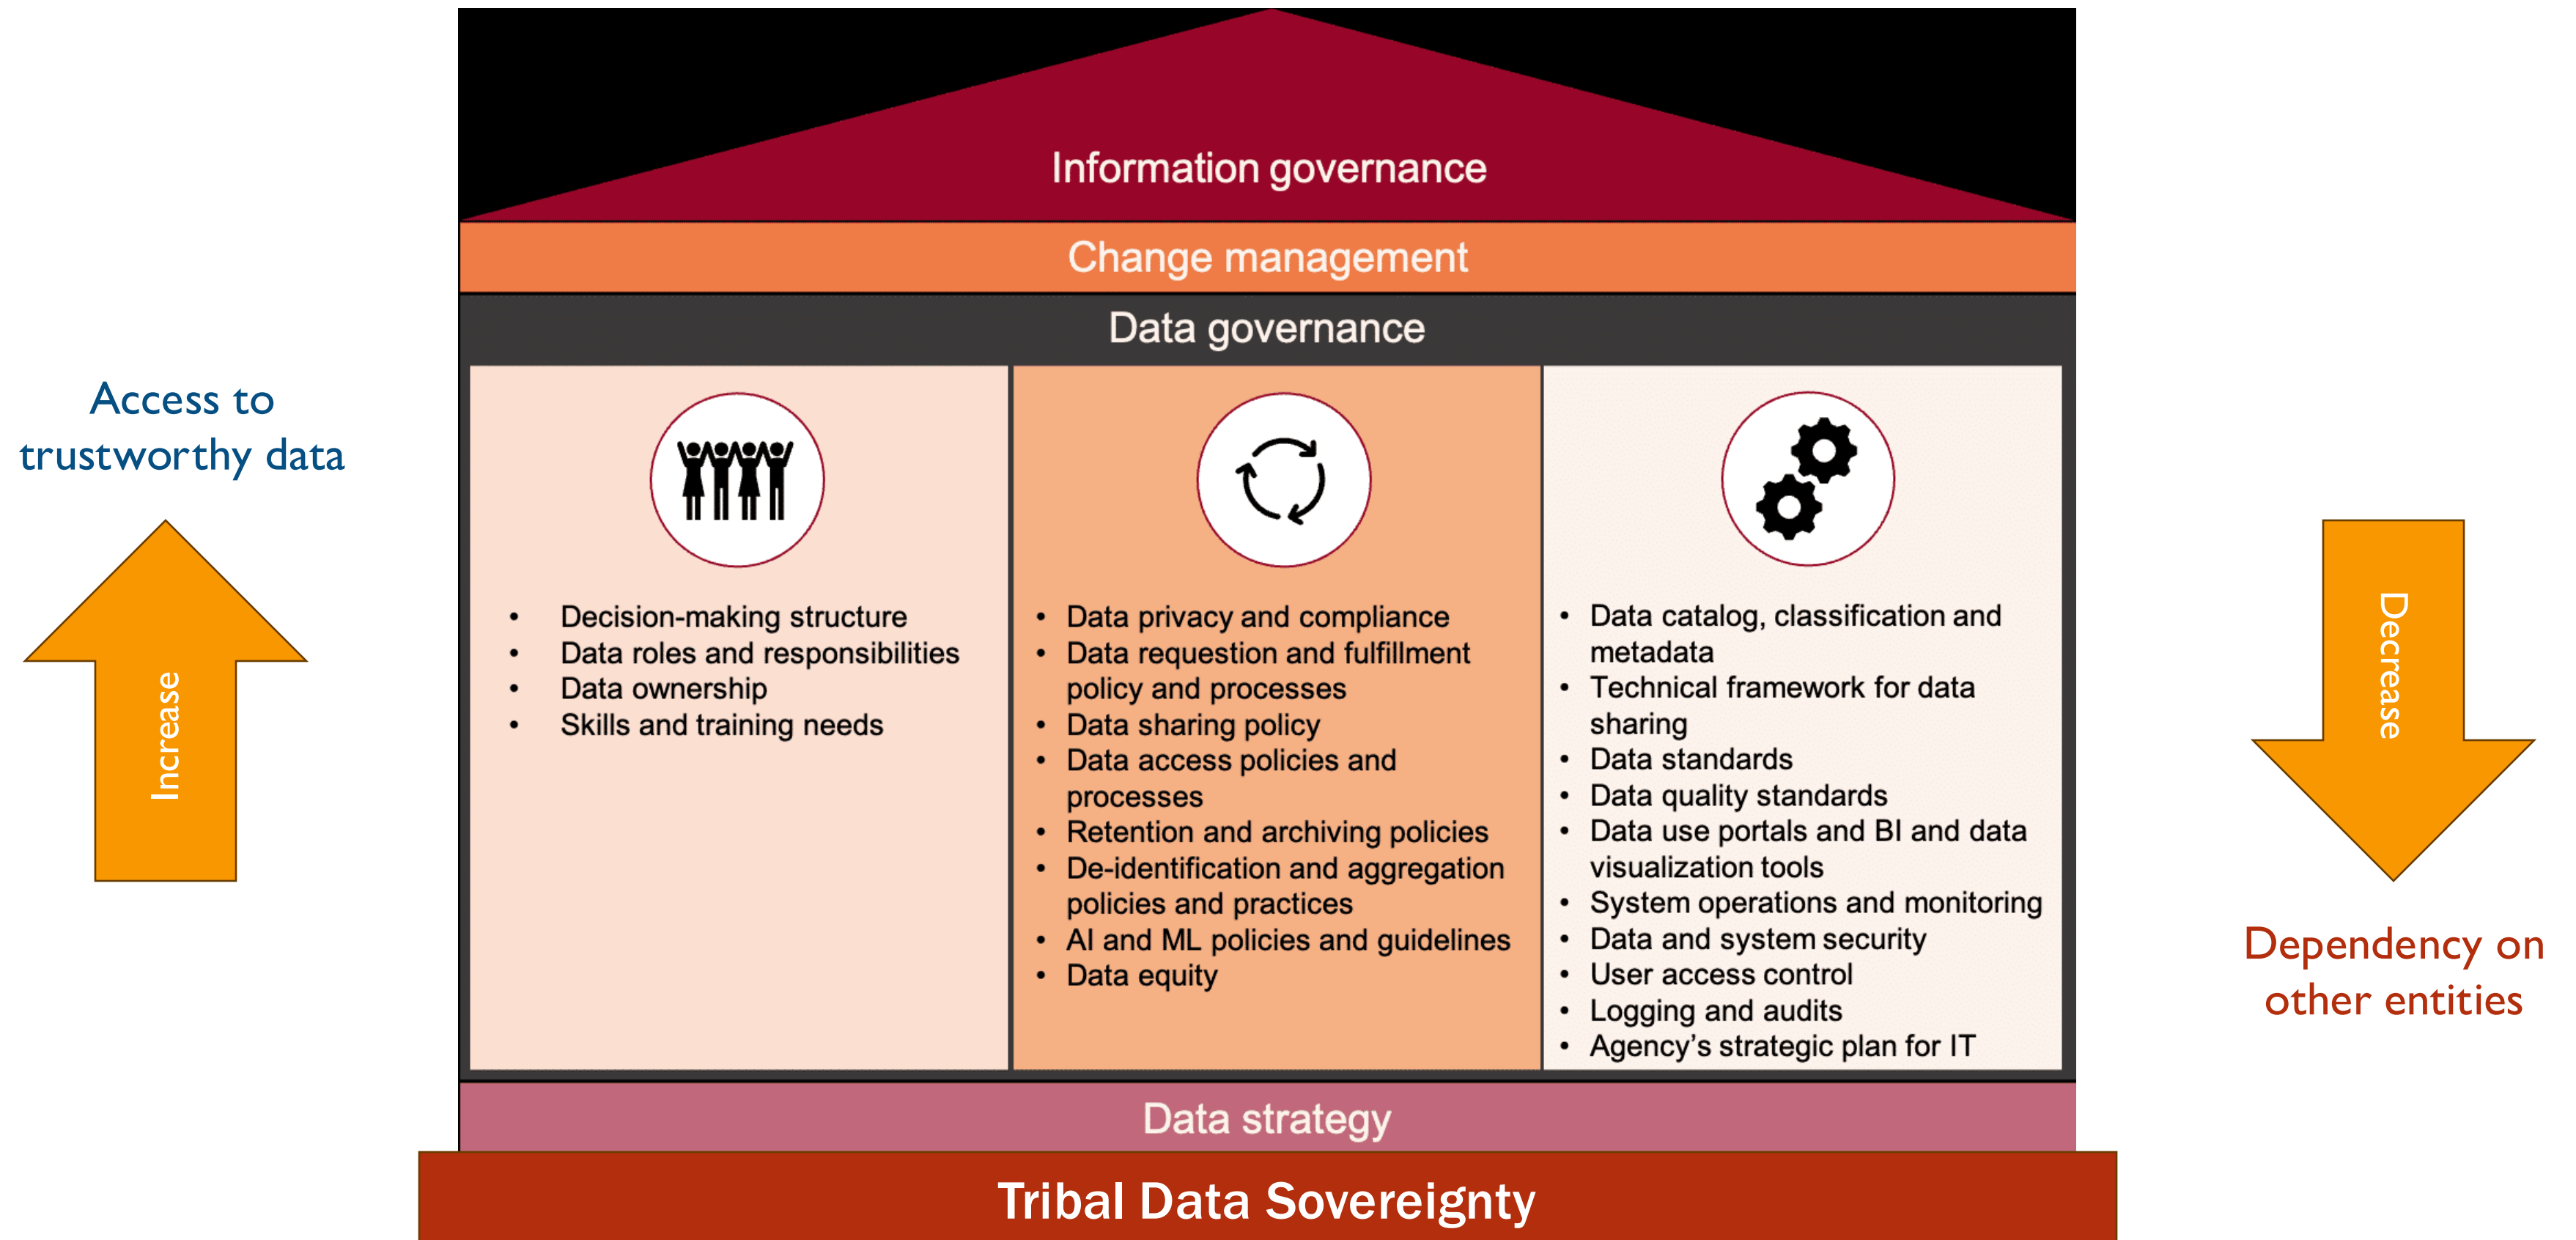 Information governance
Change management
Data governance
Access to
trustworthy data
Increase
• Decision-making structure
• Data roles and responsibilities
• Data ownership
• Skills and training needs
• Data privacy and compliance
• Data requestion and fulfillment
policy and processes
• Data sharing policy
• Data access policies and
processes
• Retention and archiving policies
• De-identification and aggregation
policies and practices
• AI and ML policies and guidelines
• Data equity
• Data catalog, classification and
metadata
• Technical framework for data
sharing
• Data standards
• Data quality standards
• Data use portals and BI and data
visualization tools
• System operations and monitoring
• Data and system security
• User access control
• Logging and audits
• Agency’s strategic plan for IT
Decrease
Dependency on
other entities
Data strategy
Tribal Data Sovereignty